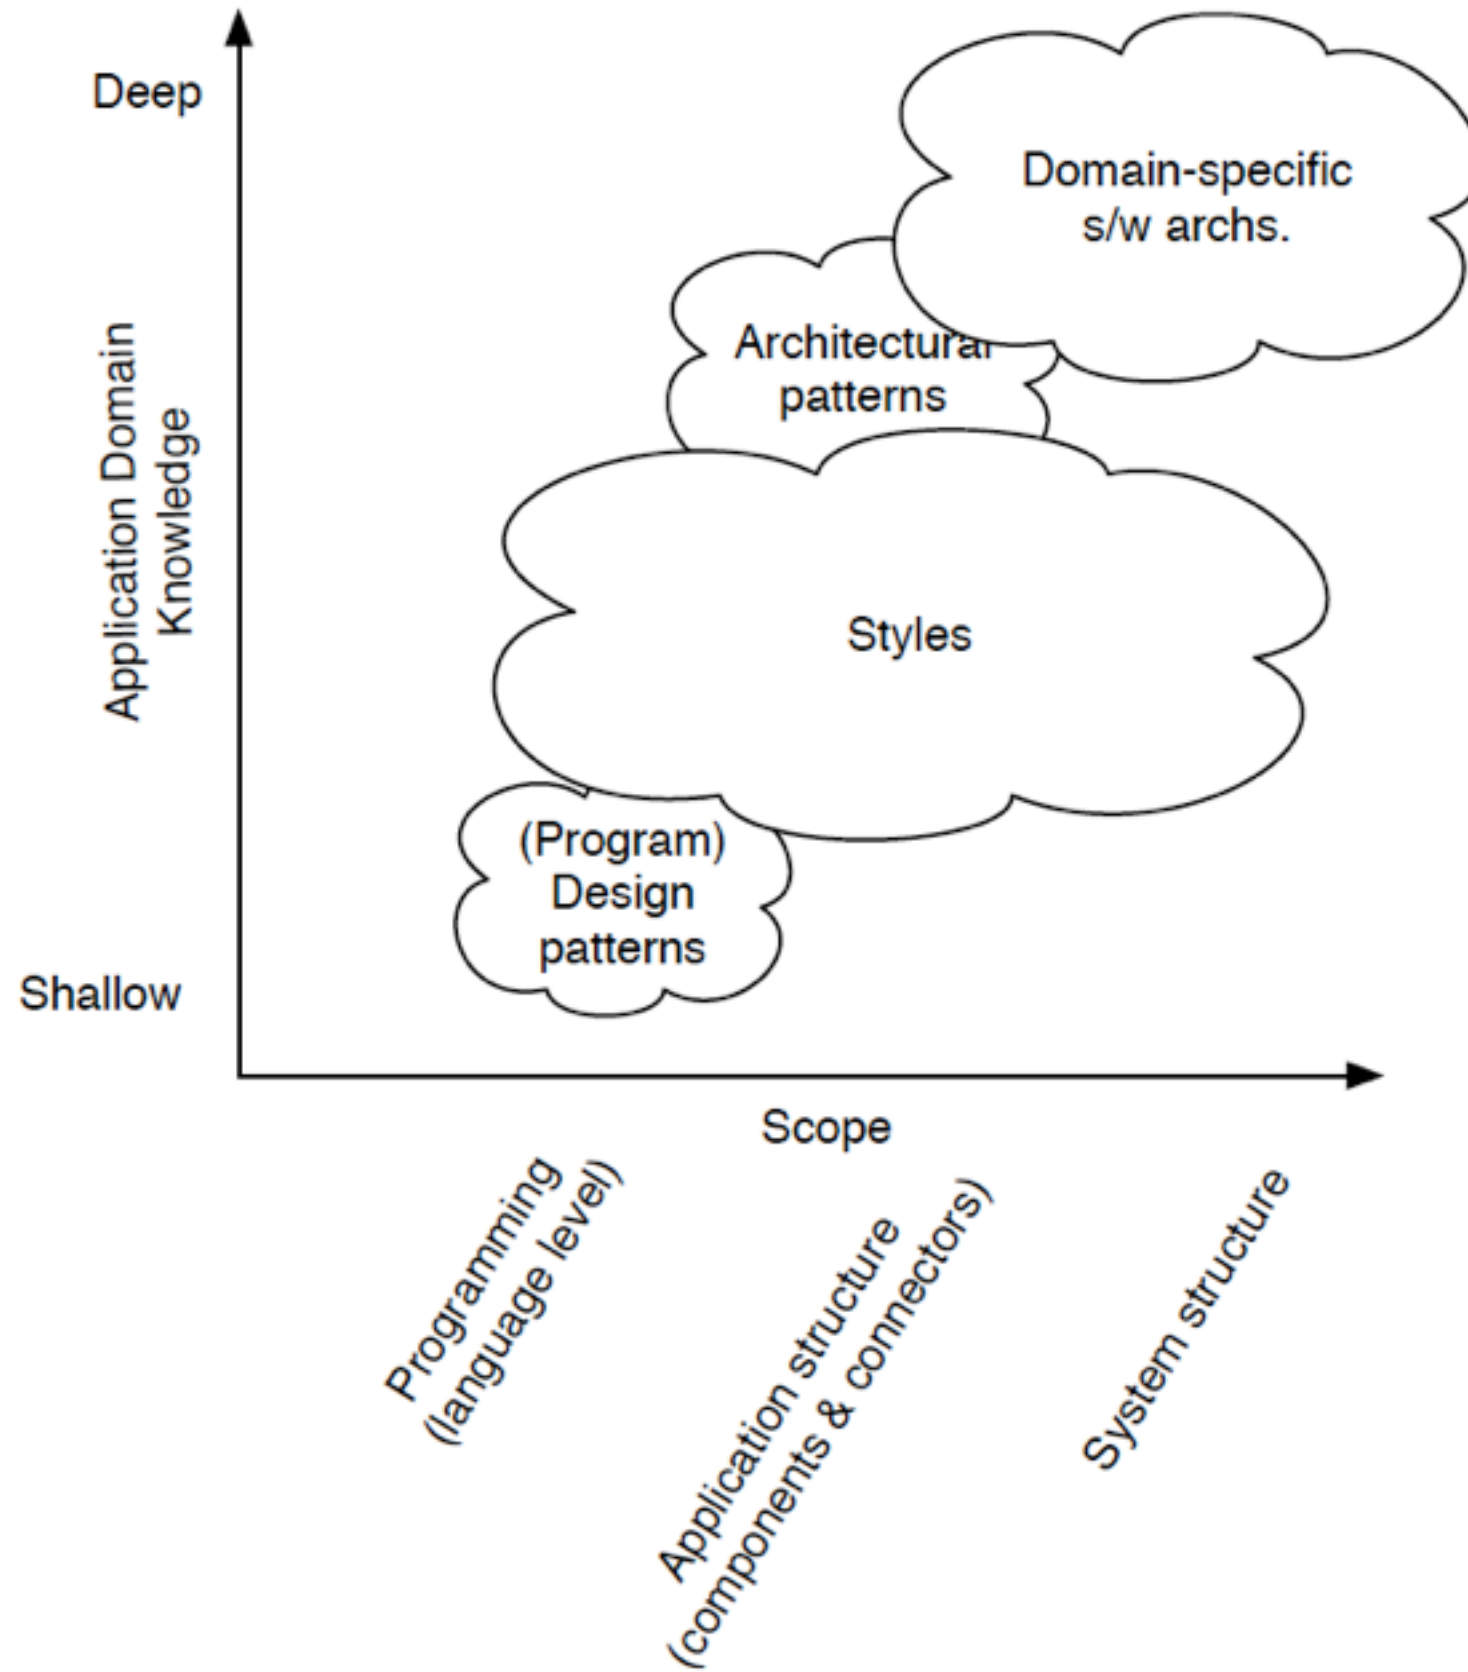 Deep
Domain-specific
s/w archs.
Architectural
patterns
Application Domain
Knowledge
Styles
(Program)
Design
patterns
Shallow
Scope
Programming
(language level)
Application structure
(components & connectors)
System structure